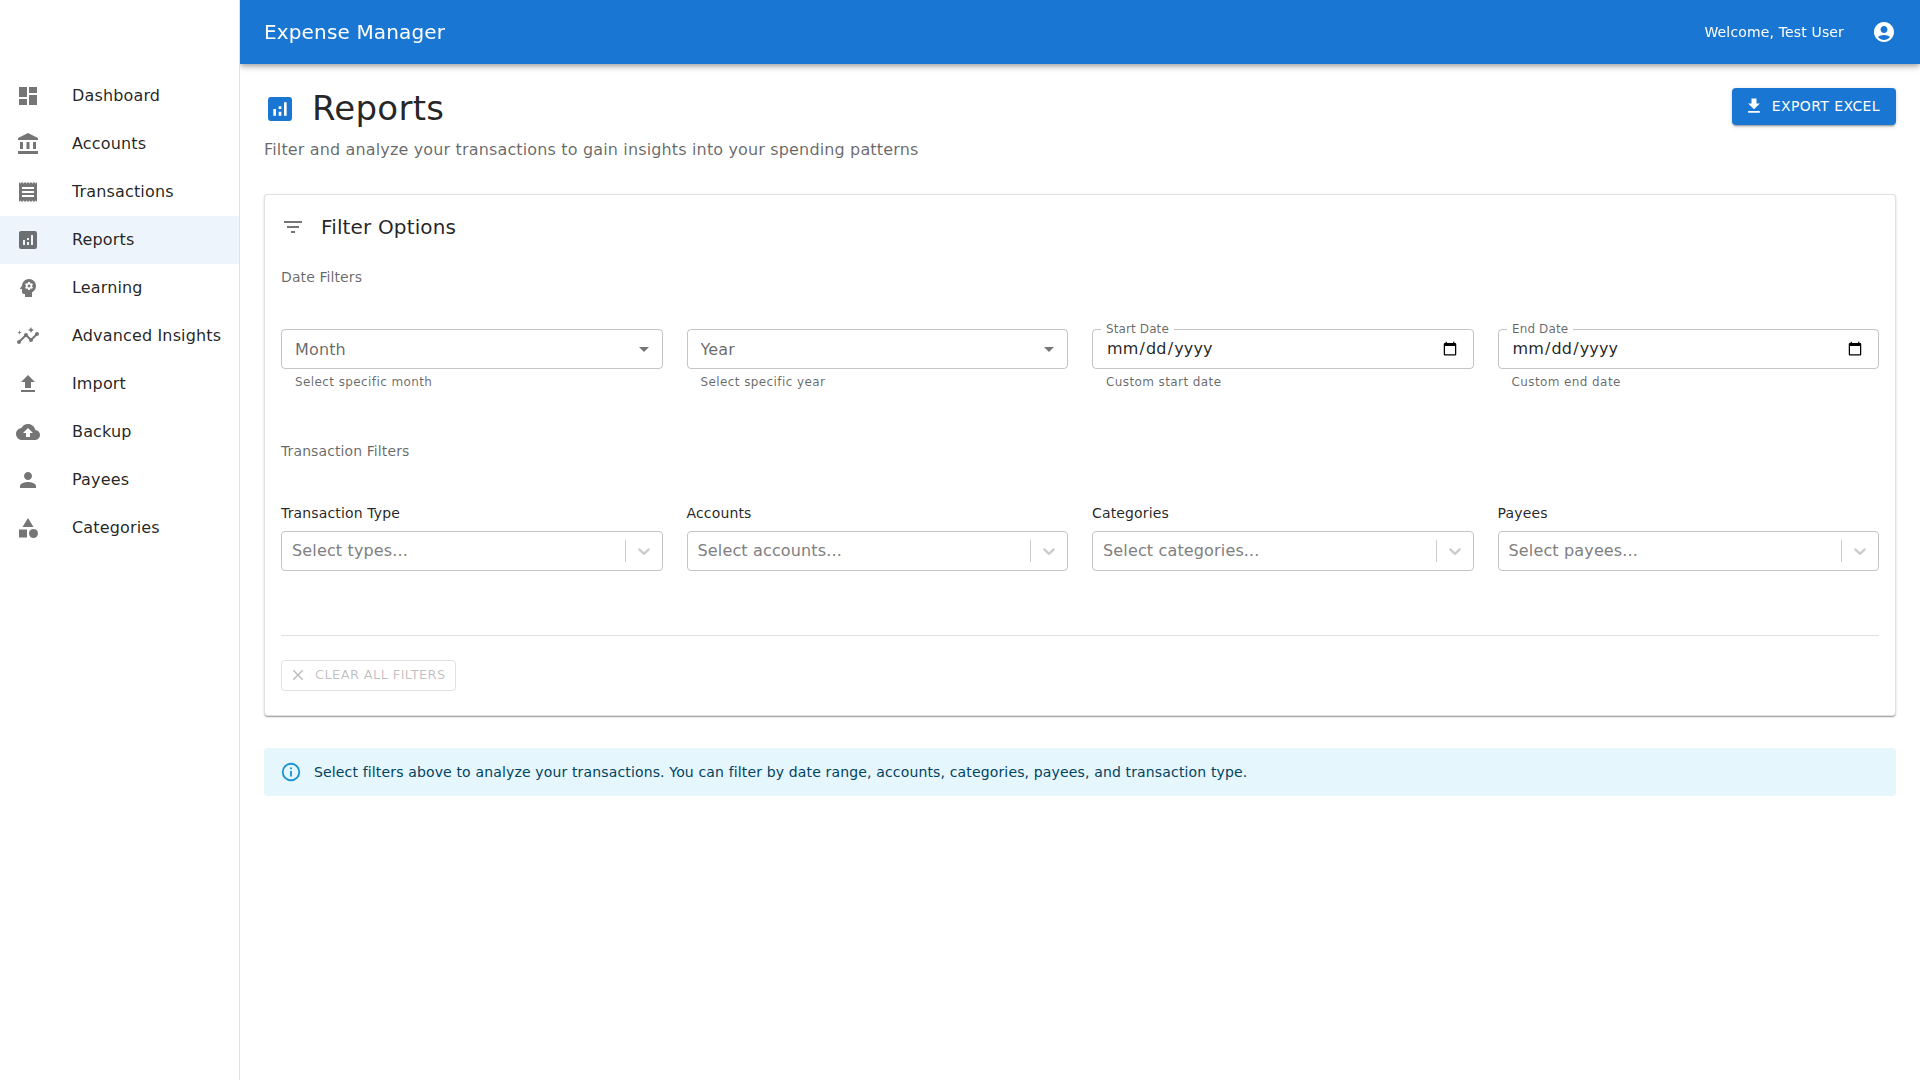 Expense Manager
Welcome, Test User
Dashboard
Accounts
Transactions
Reports
Learning
Advanced Insights
Import
Backup
Payees
Categories
Reports
EXPORT EXCEL
Filter and analyze your transactions to gain insights into your spending patterns
Filter Options
Date Filters
Month
Select specific month
Year
Select specific year
Start Date
mm/dd/yyyy
Custom start date
End Date
mm/dd/yyyy
Custom end date
Transaction Filters
Transaction Type
Select types...
Accounts
Select accounts...
Categories
Select categories...
Payees
Select payees...
CLEAR ALL FILTERS
Select filters above to analyze your transactions. You can filter by date range, accounts, categories, payees, and transaction type.